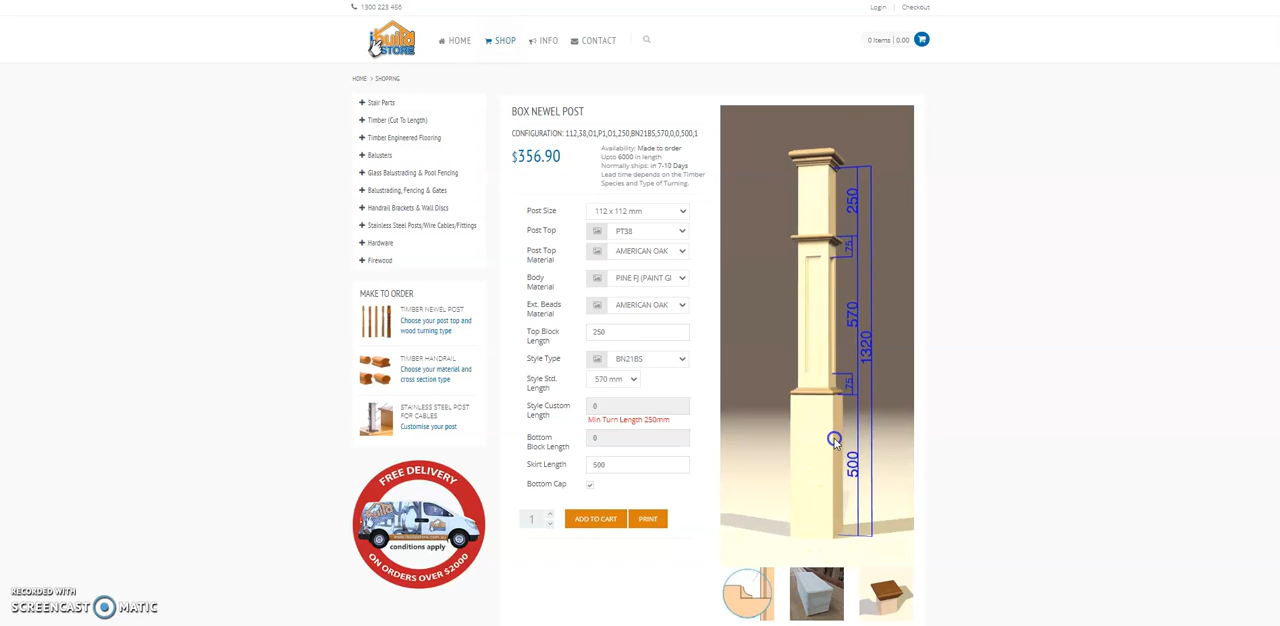 1300 223 456
Login
Checkout
ibuild
STORE
HOME
SHOP
INFO
CONTACT
0 Items | 0.00
HOME > SHOPPING
Stair Parts
Timber (Cut To Length)
Timber Engineered Flooring
Balusters
Glass Balustrading & Pool Fencing
Balustrading, Fencing & Gates
Handrail Brackets & Wall Discs
Stainless Steel Posts/Wire Cables/Fittings
Hardware
Firewood
MAKE TO ORDER
TIMBER NEWEL POST
Choose your post top and
wood turning type
TIMBER HANDRAIL
Choose your material and
cross section type
STAINLESS STEEL POST
FOR CABLES
Customise your post
FREE DELIVERY
conditions apply
ON ORDERS OVER $2000
BOX NEWEL POST
CONFIGURATION: 112,38,O1,P1,O1,250,BN21BS,570,0,0,500,1
$356.90
Availability: Made to order
Upto 6000 in length
Normally ships: in 7-10 Days
Lead time depends on the Timber
Species and Type of Turning.
Post Size
112 x 112 mm
Post Top
PT38
Post Top
Material
AMERICAN OAK
Body
Material
PINE FJ (PAINT G
Ext. Beads
Material
AMERICAN OAK
Top Block
Length
250
Style Type
BN21BS
Style Std.
Length
570 mm
Style Custom
Length
0
Min Turn Length 250mm
Bottom
Block Length
0
Skirt Length
500
Bottom Cap
1
ADD TO CART
PRINT
250
75
570
1320
75
500
RECORDED WITH
SCREENCAST MATIC